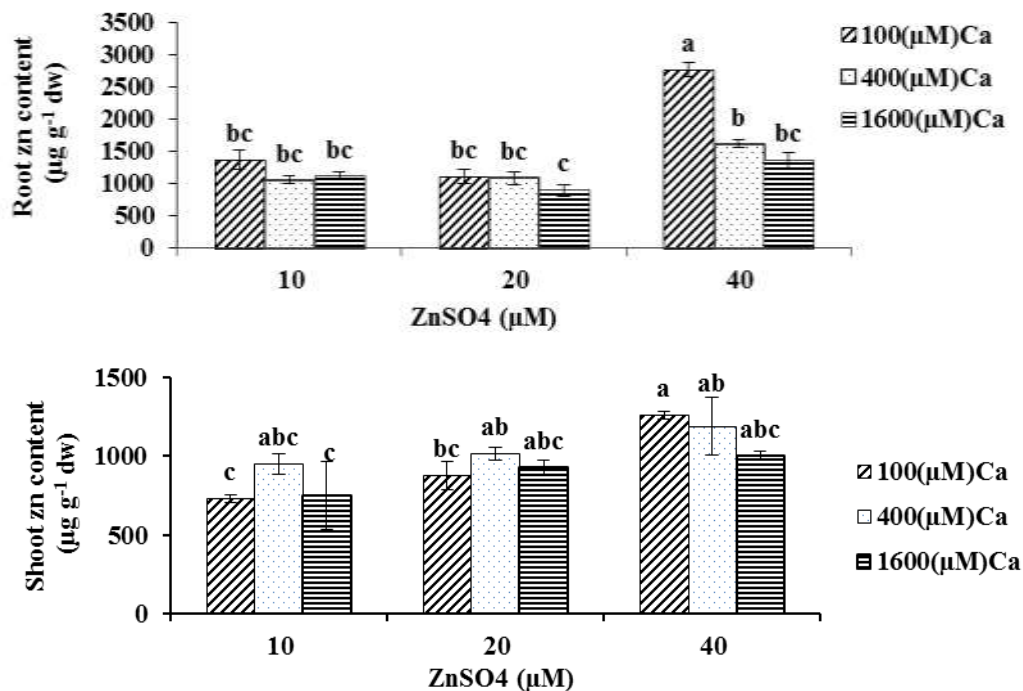 3500
3000
2500
2000
1500
1000
500
0
Root zn content
(µg g⁻¹ dw)
bc bc bc
bc bc c
a b bc
10 20 40
ZnSO4 (µM)
100(µM)Ca
400(µM)Ca
1600(µM)Ca
1500
1000
500
0
Shoot zn content
(µg g⁻¹ dw)
c abc c
bc ab abc
a ab abc
10 20 40
ZnSO4 (µM)
100(µM)Ca
400(µM)Ca
1600(µM)Ca